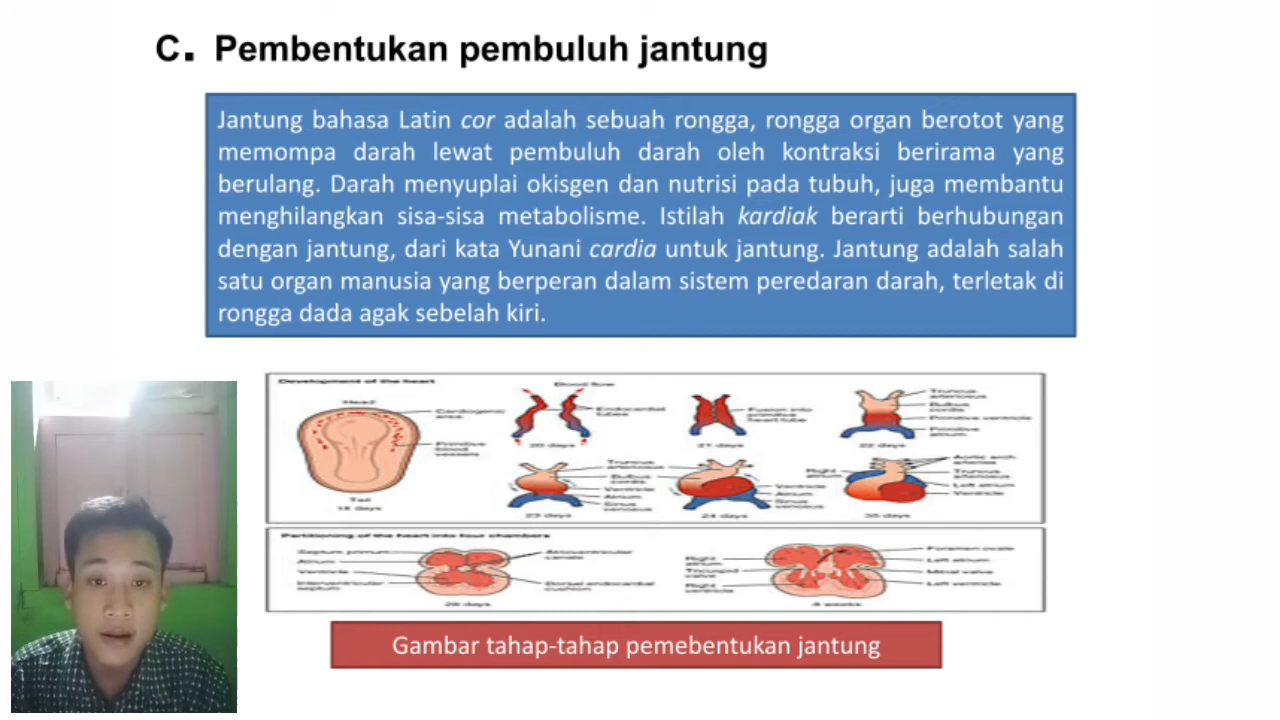 C. Pembentukan pembuluh jantung
Jantung bahasa Latin cor adalah sebuah rongga, rongga organ berotot yang
memompa darah lewat pembuluh darah oleh kontraksi berirama yang
berulang. Darah menyuplai okisgen dan nutrisi pada tubuh, juga membantu
menghilangkan sisa-sisa metabolisme. Istilah kardiak berarti berhubungan
dengan jantung, dari kata Yunani cardia untuk jantung. Jantung adalah salah
satu organ manusia yang berperan dalam sistem peredaran darah, terletak di
rongga dada agak sebelah kiri.
Development of the heart
Head
Cardiogenic
area
Primitive
blood
vessels
Tail
18 days
Blood flow
Endocardial
tubes
20 days
Fusion into
primitive
heart tube
21 days
Truncus
arteriosus
Bulbus
cordis
Primitive ventricle
Primitive
atrium
22 days
Truncus
arteriosus
Bulbus
cordis
Ventricle
Atrium
Sinus
venosus
23 days
Ventricle
Atrium
Sinus
venosus
24 days
Right
atrium
Aortic arch
arteries
Truncus
arteriosus
Left atrium
Ventricle
35 days
Partitioning of the heart into four chambers
Septum primum
Atrium
Ventricle
Interventricular
septum
Atrioventricular
canals
Dorsal endocardial
cushion
28 days
Right
atrium
Tricuspid
valve
Right
ventricle
Foramen ovale
Left atrium
Mitral valve
Left ventricle
8 weeks
Gambar tahap-tahap pemebentukan jantung